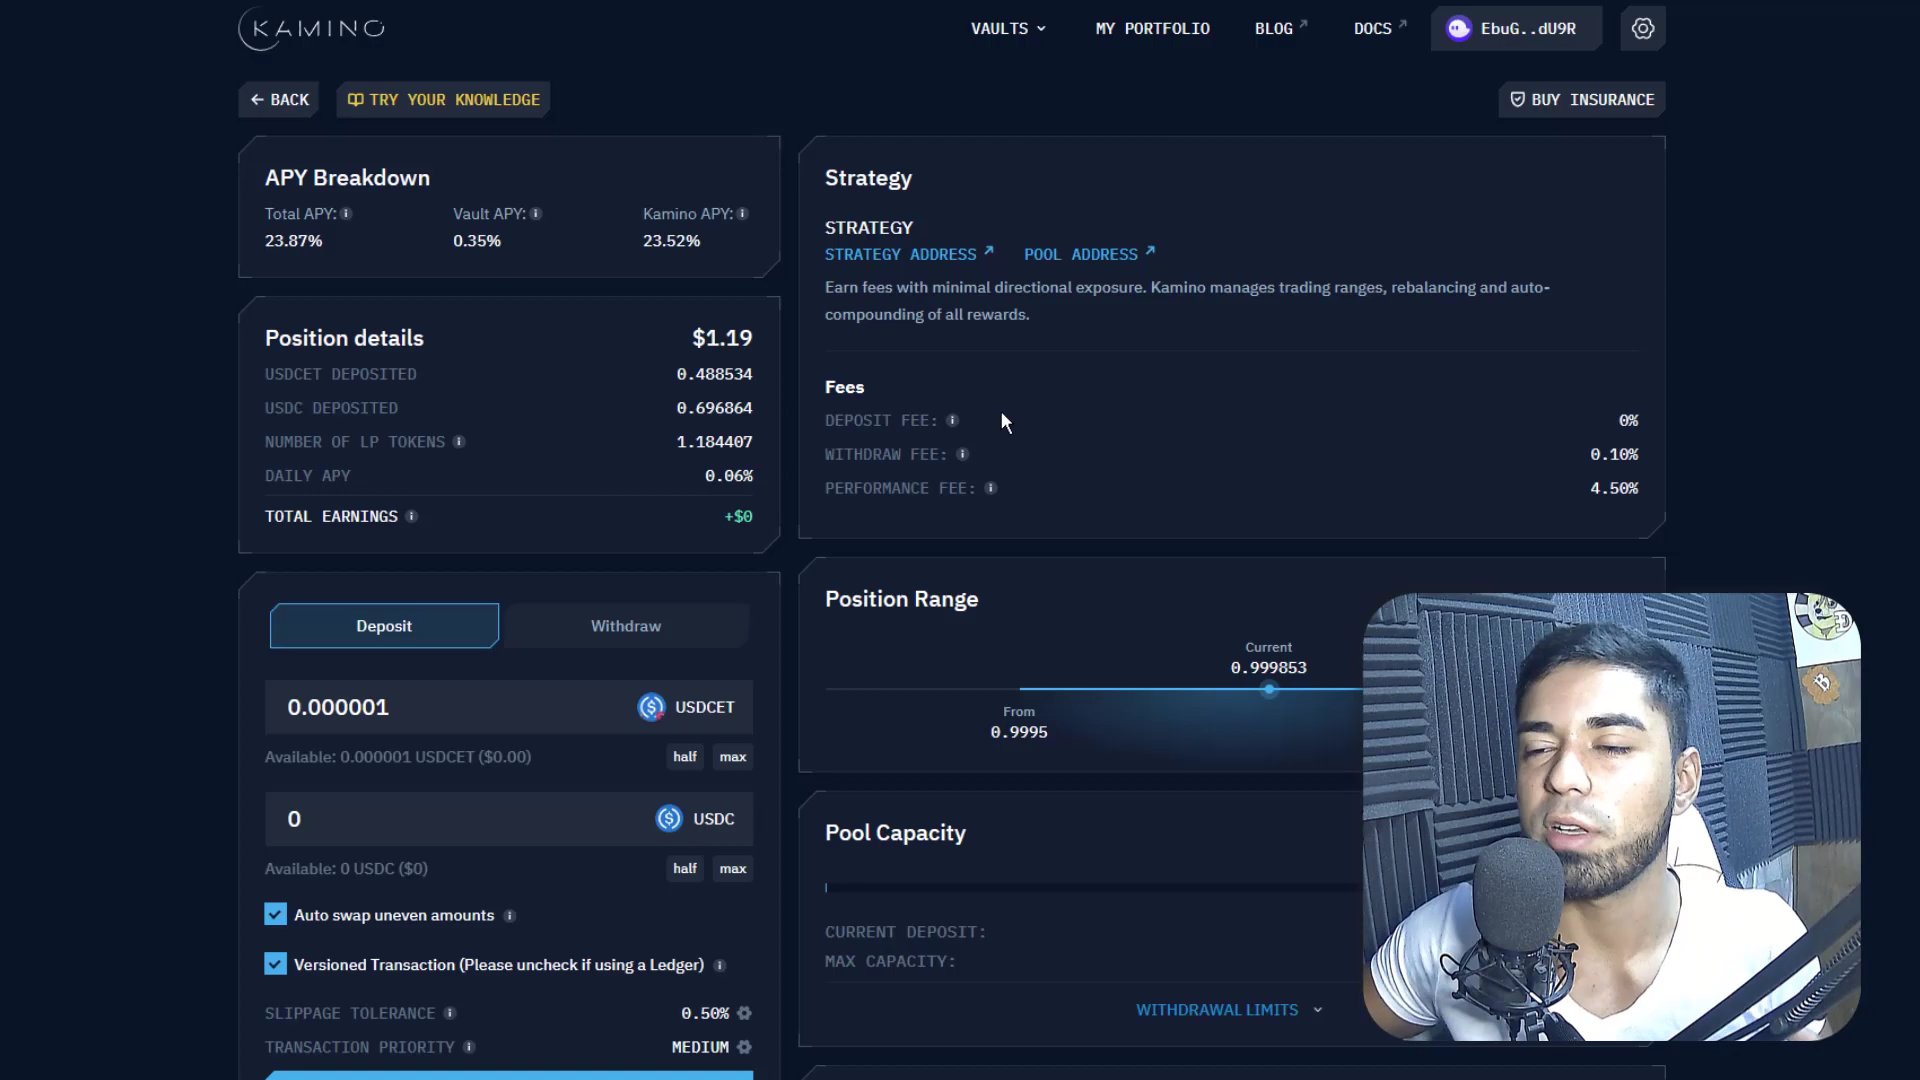 KAMINO
VAULTS
MY PORTFOLIO
BLOG
DOCS
EbuG..dU9R
BACK
TRY YOUR KNOWLEDGE
BUY INSURANCE
APY Breakdown
Total APY:
Vault APY:
Kamino APY:
23.87%
0.35%
23.52%
Position details
$1.19
USDCET DEPOSITED
0.488534
USDC DEPOSITED
0.696864
NUMBER OF LP TOKENS
1.184407
DAILY APY
0.06%
TOTAL EARNINGS
+$0
Deposit
Withdraw
0.000001
USDCET
Available: 0.000001 USDCET ($0.00)
half
max
0
USDC
Available: 0 USDC ($0)
half
max
Auto swap uneven amounts
Versioned Transaction (Please uncheck if using a Ledger)
SLIPPAGE TOLERANCE
0.50%
TRANSACTION PRIORITY
MEDIUM
Strategy
STRATEGY
STRATEGY ADDRESS
POOL ADDRESS
Earn fees with minimal directional exposure. Kamino manages trading ranges, rebalancing and auto-
compounding of all rewards.
Fees
DEPOSIT FEE:
0%
WITHDRAW FEE:
0.10%
PERFORMANCE FEE:
4.50%
Position Range
Current
0.999853
From
0.9995
Pool Capacity
CURRENT DEPOSIT:
MAX CAPACITY:
WITHDRAWAL LIMITS